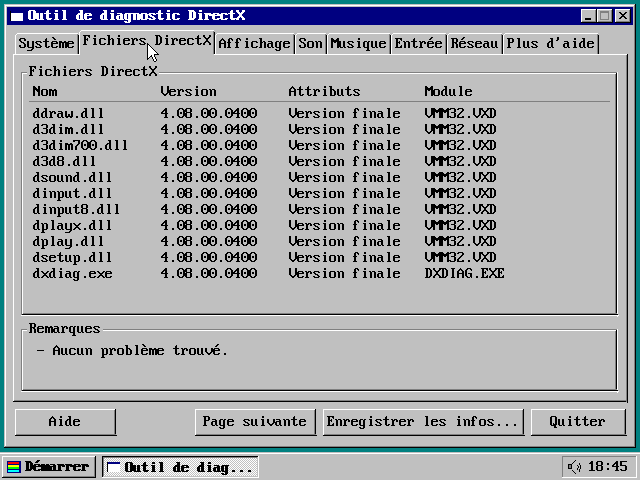 Outil de diagnostic DirectX
Système Fichiers DirectX Affichage Son Musique Entrée Réseau Plus d'aide
Fichiers DirectX
Nom Version Attributs Module
ddraw.dll 4.08.00.0400 Version finale VMM32.VXD
d3dim.dll 4.08.00.0400 Version finale VMM32.VXD
d3dim700.dll 4.08.00.0400 Version finale VMM32.VXD
d3d8.dll 4.08.00.0400 Version finale VMM32.VXD
dsound.dll 4.08.00.0400 Version finale VMM32.VXD
dinput.dll 4.08.00.0400 Version finale VMM32.VXD
dinput8.dll 4.08.00.0400 Version finale VMM32.VXD
dplayx.dll 4.08.00.0400 Version finale VMM32.VXD
dplay.dll 4.08.00.0400 Version finale VMM32.VXD
dsetup.dll 4.08.00.0400 Version finale VMM32.VXD
dxdiag.exe 4.08.00.0400 Version finale DXDIAG.EXE
Remarques
- Aucun problème trouvé.
Aide Page suivante Enregistrer les infos... Quitter
Démarrer Outil de diag... 18:45